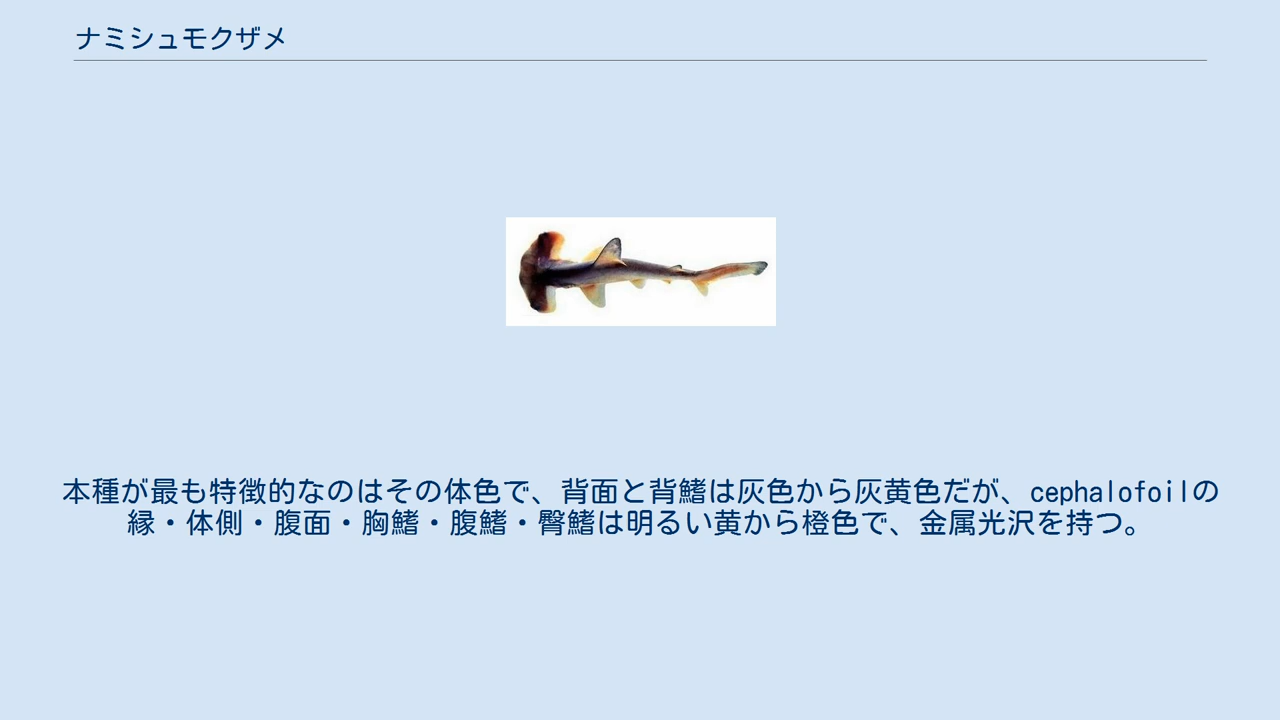 ナミシュモクザメ
本種が最も特徴的なのはその体色で、背面と背鰭は灰色から灰黄色だが、cephalofoilの
縁・体側・腹面・胸鰭・腹鰭・臀鰭は明るい黄から橙色で、金属光沢を持つ。